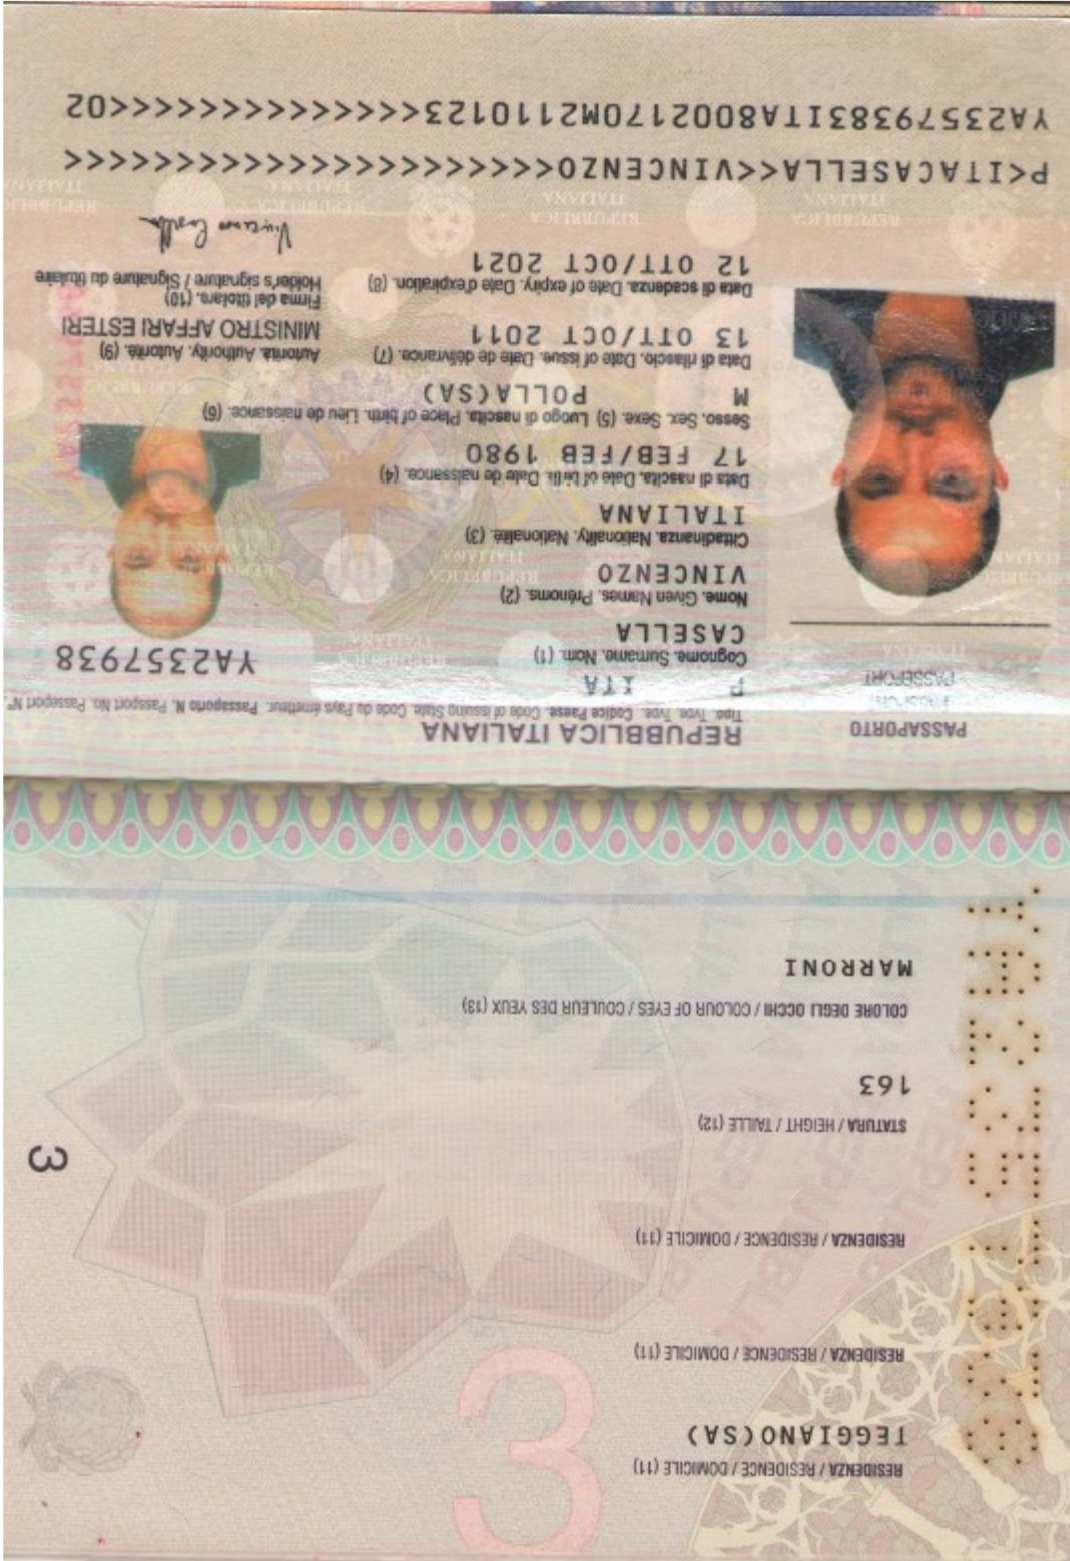 RESIDENZA / RESIDENCE / DOMICILE (11)
TEGGIANO(SA)
RESIDENZA / RESIDENCE / DOMICILE (11)
RESIDENZA / RESIDENCE / DOMICILE (11)
STATURA / HEIGHT / TAILLE (12)
163
COLORE DEGLI OCCHI / COLOUR OF EYES / COULEUR DES YEUX (13)
MARRONI
3
3
PASSAPORTO
PASSPORT
PASSEPORT
REPUBBLICA ITALIANA
Tipo. Type. Type. Codice Paese. Code of issuing State. Code du Pays émetteur. Passaporto N. Passport No. Passeport N°.
P ITA
YA2357938
Cognome. Surname. Nom. (1)
CASELLA
Nome. Given Names. Prénoms. (2)
VINCENZO
Cittadinanza. Nationality. Nationalité. (3)
ITALIANA
Data di nascita. Date of birth. Date de naissance. (4)
17 FEB/FEB 1980
Sesso. Sex. Sexe. (5) Luogo di nascita. Place of birth. Lieu de naissance. (6)
M POLLA(SA)
Data di rilascio. Date of issue. Date de délivrance. (7)
13 OTT/OCT 2011
Autorità. Authority. Autorité. (9)
MINISTRO AFFARI ESTERI
Data di scadenza. Date of expiry. Date d'expiration. (8)
12 OTT/OCT 2021
Firma del titolare. (10)
Holder's signature / Signature du titulaire
Vincenzo Casella
P<ITACASELLA<<VINCENZO<<<<<<<<<<<<<<<<<<<<<<
YA23579383ITA8002170M2110123<<<<<<<<<<<<<<02